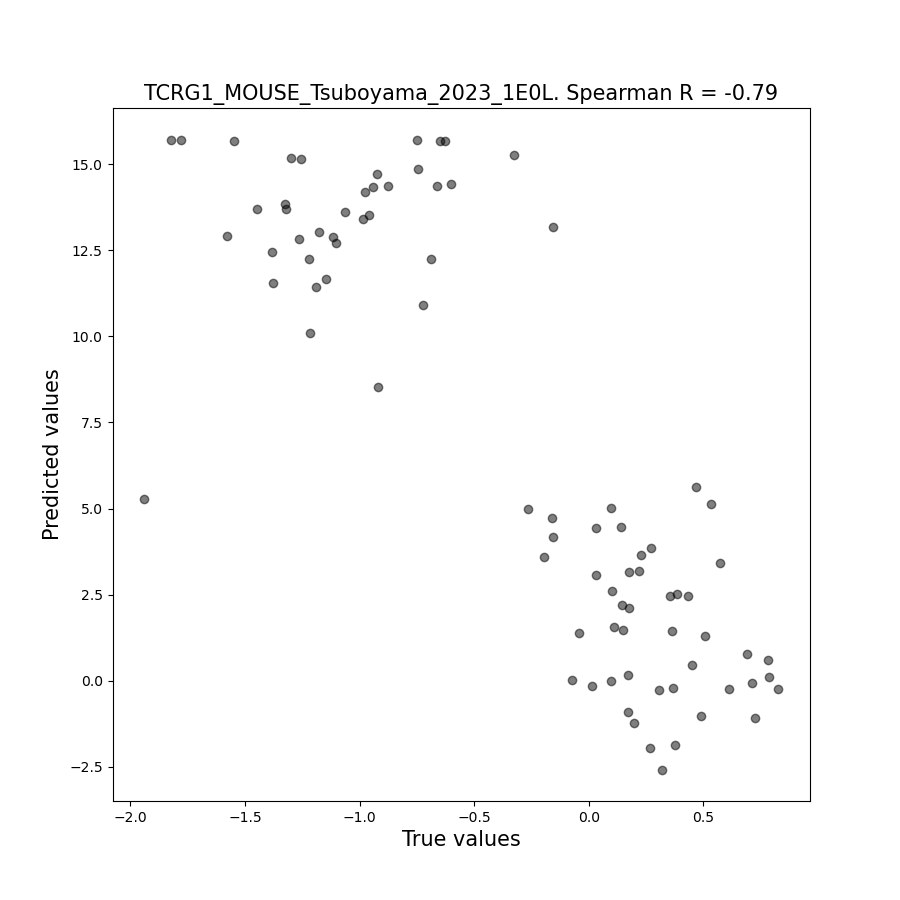 TCRG1_MOUSE_Tsuboyama_2023_1E0L. Spearman R = -0.79
15.0
12.5
10.0
7.5
5.0
2.5
0.0
−2.5
Predicted values
−2.0 −1.5 −1.0 −0.5 0.0 0.5
True values